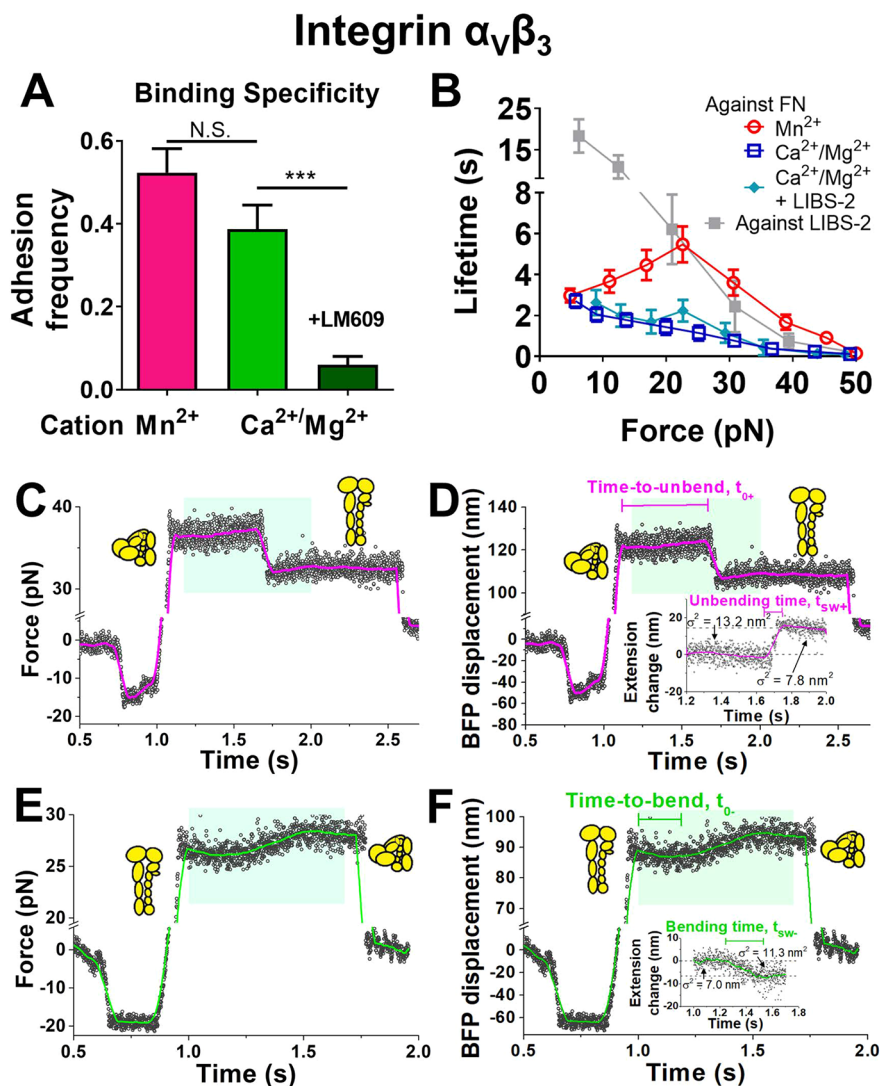 Integrin αVβ3
A
Binding Specificity
N.S.
***
+LM609
Adhesion
frequency
0.6
0.4
0.2
0.0
Cation Mn2+ Ca2+/Mg2+
B
Against FN
Mn2+
Ca2+/Mg2+
Ca2+/Mg2+
+ LIBS-2
Against LIBS-2
Lifetime (s)
25
15
8
6
4
2
0
0 10 20 30 40 50
Force (pN)
C
Force (pN)
40
36
32
0
-10
-20
0.5 1.0 1.5 2.0 2.5
Time (s)
D
Time-to-unbend, t0+
BFP displacement (nm)
140
120
100
0
-20
-40
-60
-80
Unbending time, tsw+
σ2 = 13.2 nm2
σ2 = 7.8 nm2
Extension
change (nm)
20
0
-20
1.2 1.4 1.6 1.8 2.0
Time (s)
0.5 1.0 1.5 2.0 2.5
Time (s)
E
Force (pN)
30
25
20
0
-10
-20
0.5 1.0 1.5 2.0
Time (s)
F
Time-to-bend, t0-
BFP displacement (nm)
100
90
80
70
0
-20
-40
-60
Bending time, tsw-
σ2 = 11.3 nm2
σ2 = 7.0 nm2
Extension
change (nm)
10
0
-10
-20
1.0 1.2 1.4 1.6 1.8
Time (s)
0.5 1.0 1.5 2.0
Time (s)